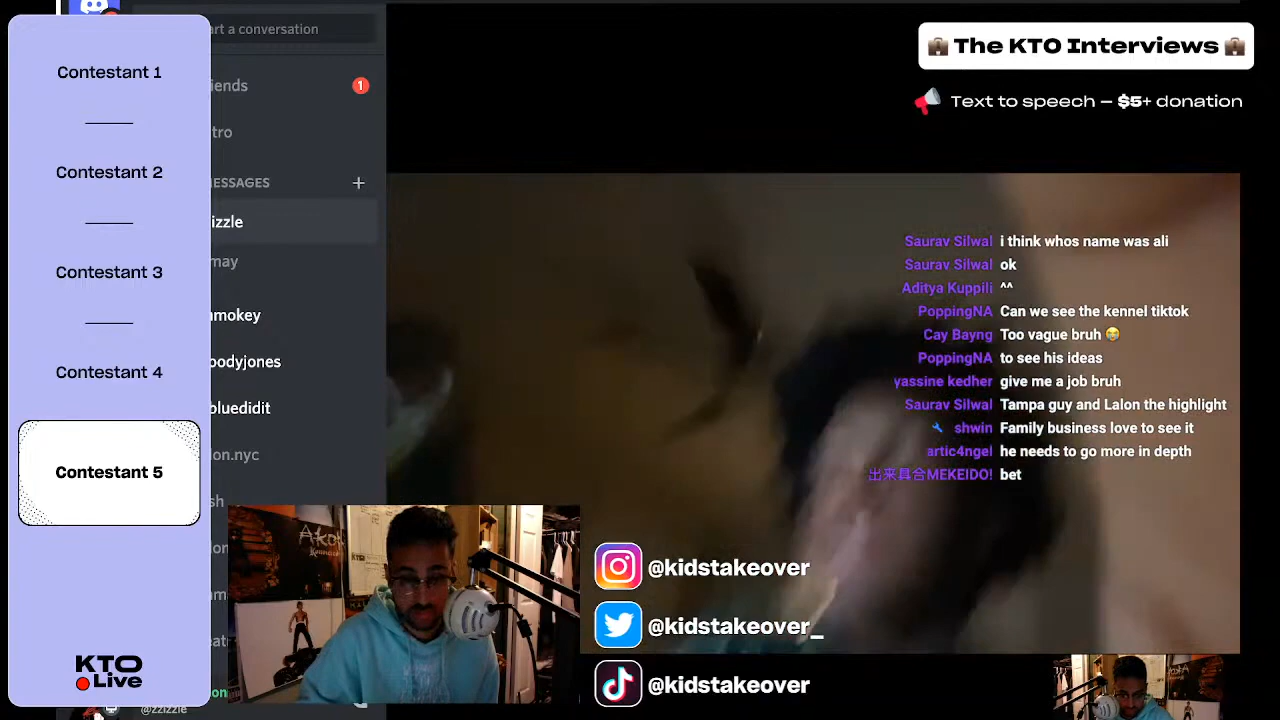 Contestant 1
Contestant 2
Contestant 3
Contestant 4
Contestant 5
KTO
Live
art a conversation
iends
1
tro
ESSAGES
+
izzle
may
mokey
oodyjones
bluedidit
on.nyc
sh
@zzizzle
The KTO Interviews
Text to speech — $5+ donation
Saurav Silwal i think whos name was ali
Saurav Silwal ok
Aditya Kuppili ^^
PoppingNA Can we see the kennel tiktok
Cay Bayng Too vague bruh 😭
PoppingNA to see his ideas
yassine kedher give me a job bruh
Saurav Silwal Tampa guy and Lalon the highlight
shwin Family business love to see it
artic4ngel he needs to go more in depth
出来具合MEKEIDO! bet
@kidstakeover
@kidstakeover_
@kidstakeover